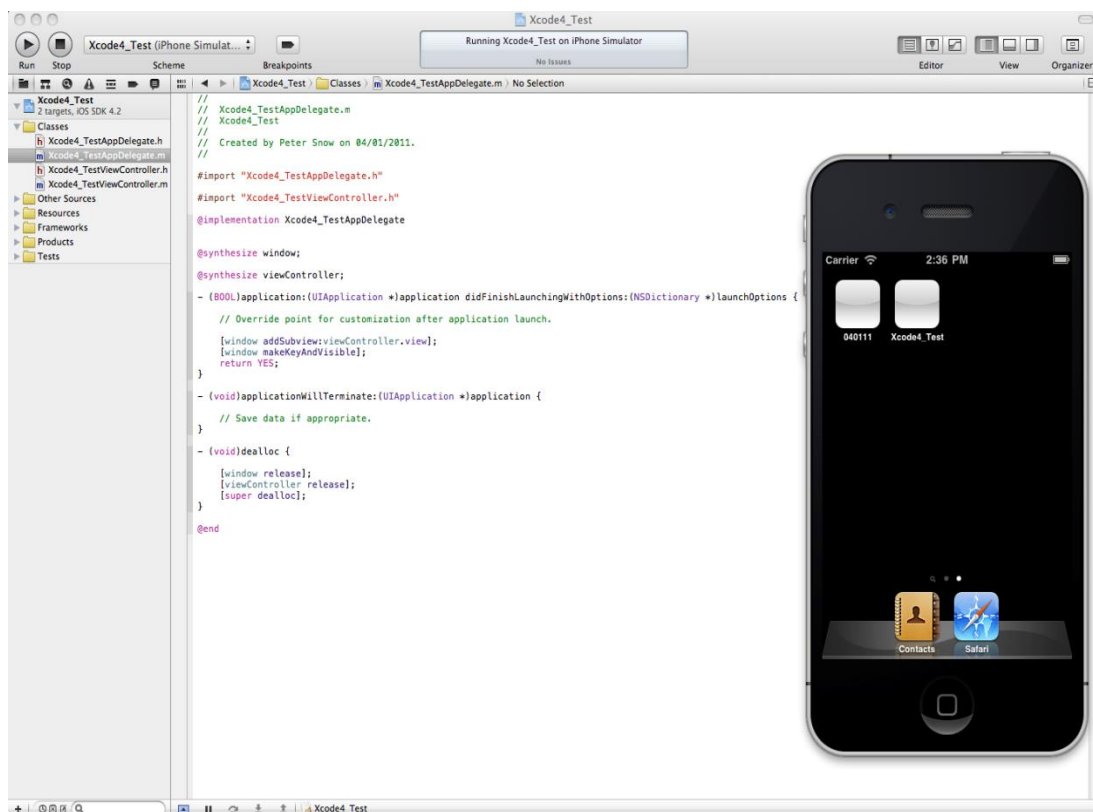 Xcode4_Test
Xcode4_Test (iPhone Simulat...
Running Xcode4_Test on iPhone Simulator
No Issues
Run
Stop
Scheme
Breakpoints
Editor
View
Organizer
Xcode4_Test
2 targets, iOS SDK 4.2
Classes
Xcode4_TestAppDelegate.h
Xcode4_TestAppDelegate.m
Xcode4_TestViewController.h
Xcode4_TestViewController.m
Other Sources
Resources
Frameworks
Products
Tests
Xcode4_Test
Classes
Xcode4_TestAppDelegate.m
No Selection
//
//  Xcode4_TestAppDelegate.m
//  Xcode4_Test
//
//  Created by Peter Snow on 04/01/2011.
//
#import "Xcode4_TestAppDelegate.h"
#import "Xcode4_TestViewController.h"
@implementation Xcode4_TestAppDelegate
@synthesize window;
@synthesize viewController;
- (BOOL)application:(UIApplication *)application didFinishLaunchingWithOptions:(NSDictionary *)launchOptions {
// Override point for customization after application launch.
[window addSubview:viewController.view];
[window makeKeyAndVisible];
return YES;
}
- (void)applicationWillTerminate:(UIApplication *)application {
// Save data if appropriate.
}
- (void)dealloc {
[window release];
[viewController release];
[super dealloc];
}
@end
Carrier
2:36 PM
040111
Xcode4_Test
Contacts
Safari
Xcode4_Test